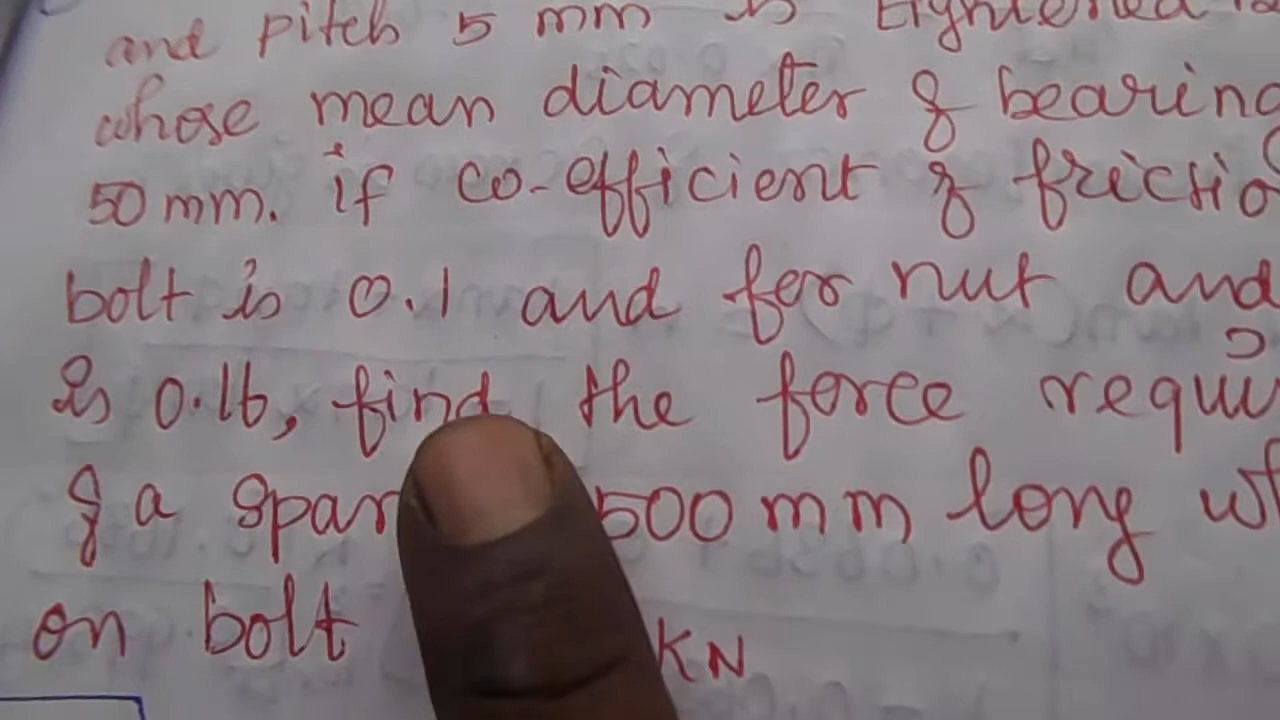 and pitch 5 mm is tightened
whose mean diameter of bearing
50 mm. if co-efficient of frictio
bolt is 0.1 and for nut and
is 0.16, find the force requi
of a span 500 mm long
on bolt KN